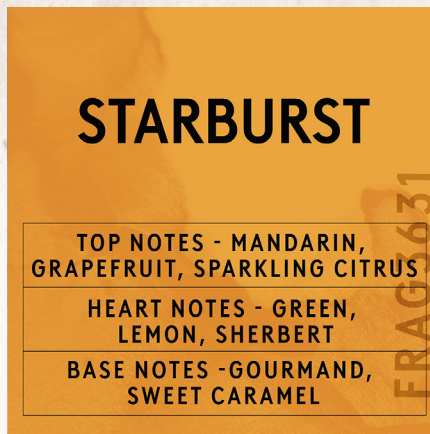 STARBURST
TOP NOTES - MANDARIN,
GRAPEFRUIT, SPARKLING CITRUS
HEART NOTES - GREEN,
LEMON, SHERBERT
BASE NOTES -GOURMAND,
SWEET CARAMEL
FRAG3631